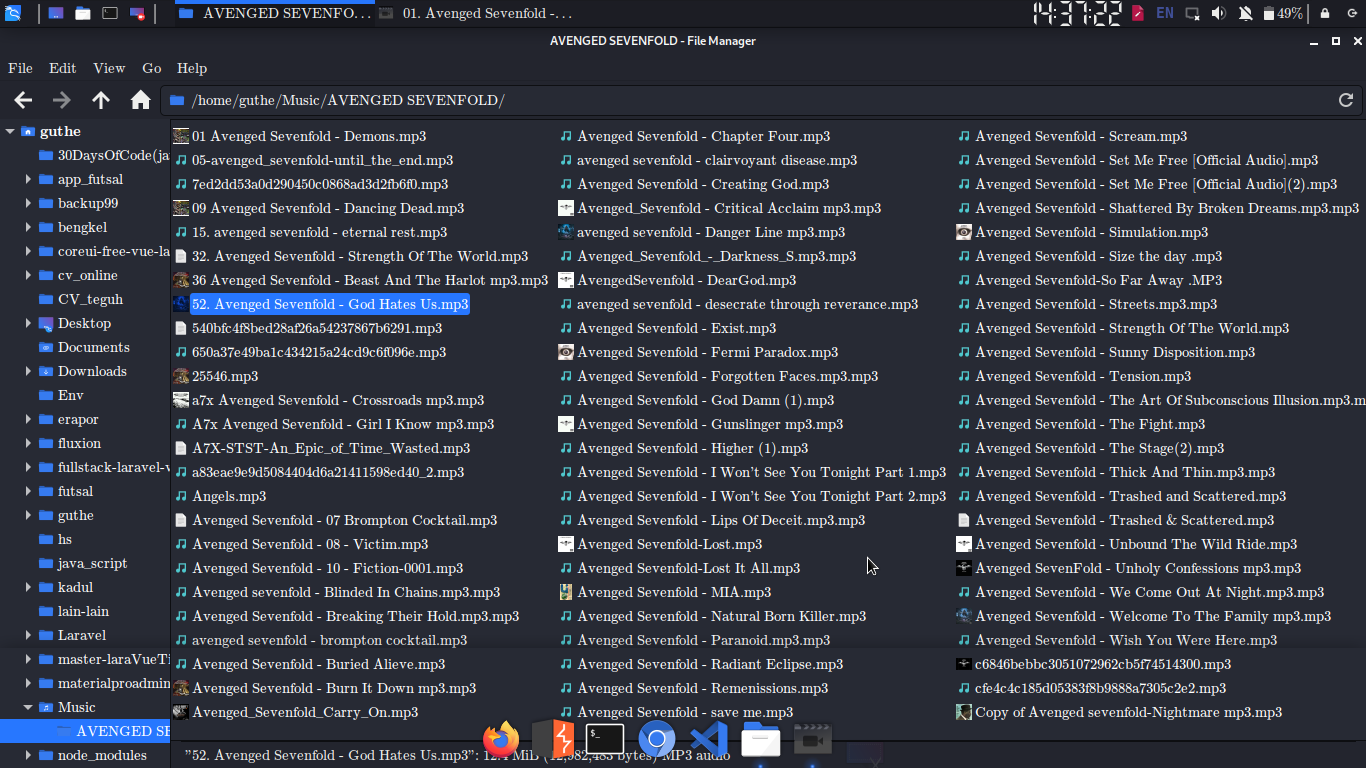 AVENGED SEVENFO...
01. Avenged Sevenfold -,...
14:37:22
EN
49%
AVENGED SEVENFOLD - File Manager
File Edit View Go Help
/home/guthe/Music/AVENGED SEVENFOLD/
guthe
30DaysOfCode(ja
app_futsal
backup99
bengkel
coreui-free-vue-la
cv_online
CV_teguh
Desktop
Documents
Downloads
Env
erapor
fluxion
fullstack-laravel-v
futsal
guthe
hs
java_script
kadul
lain-lain
Laravel
master-laraVueTi
materialproadmin
Music
AVENGED SE
node_modules
01 Avenged Sevenfold - Demons.mp3
05-avenged_sevenfold-until_the_end.mp3
7ed2dd53a0d290450c0868ad3d2fb6f0.mp3
09 Avenged Sevenfold - Dancing Dead.mp3
15. avenged sevenfold - eternal rest.mp3
32. Avenged Sevenfold - Strength Of The World.mp3
36 Avenged Sevenfold - Beast And The Harlot mp3.mp3
52. Avenged Sevenfold - God Hates Us.mp3
540bfc4f8bed28af26a54237867b6291.mp3
650a37e49ba1c434215a24cd9c6f096e.mp3
25546.mp3
a7x Avenged Sevenfold - Crossroads mp3.mp3
A7x Avenged Sevenfold - Girl I Know mp3.mp3
A7X-STST-An_Epic_of_Time_Wasted.mp3
a83eae9e9d5084404d6a21411598ed40_2.mp3
Angels.mp3
Avenged Sevenfold - 07 Brompton Cocktail.mp3
Avenged Sevenfold - 08 - Victim.mp3
Avenged Sevenfold - 10 - Fiction-0001.mp3
Avenged sevenfold - Blinded In Chains.mp3.mp3
Avenged Sevenfold - Breaking Their Hold.mp3.mp3
avenged sevenfold - brompton cocktail.mp3
Avenged Sevenfold - Buried Alieve.mp3
Avenged Sevenfold - Burn It Down mp3.mp3
Avenged_Sevenfold_Carry_On.mp3
Avenged Sevenfold - Chapter Four.mp3
avenged sevenfold - clairvoyant disease.mp3
Avenged Sevenfold - Creating God.mp3
Avenged_Sevenfold - Critical Acclaim mp3.mp3
avenged sevenfold - Danger Line mp3.mp3
Avenged_Sevenfold_-_Darkness_S.mp3.mp3
AvengedSevenfold - DearGod.mp3
avenged sevenfold - desecrate through reverance.mp3
Avenged Sevenfold - Exist.mp3
Avenged Sevenfold - Fermi Paradox.mp3
Avenged Sevenfold - Forgotten Faces.mp3.mp3
Avenged Sevenfold - God Damn (1).mp3
Avenged Sevenfold - Gunslinger mp3.mp3
Avenged Sevenfold - Higher (1).mp3
Avenged Sevenfold - I Won't See You Tonight Part 1.mp3
Avenged Sevenfold - I Won't See You Tonight Part 2.mp3
Avenged Sevenfold - Lips Of Deceit.mp3.mp3
Avenged Sevenfold-Lost.mp3
Avenged Sevenfold-Lost It All.mp3
Avenged Sevenfold - MIA.mp3
Avenged Sevenfold - Natural Born Killer.mp3
Avenged Sevenfold - Paranoid.mp3.mp3
Avenged Sevenfold - Radiant Eclipse.mp3
Avenged Sevenfold - Remenissions.mp3
Avenged Sevenfold - save me.mp3
Avenged Sevenfold - Scream.mp3
Avenged Sevenfold - Set Me Free [Official Audio].mp3
Avenged Sevenfold - Set Me Free [Official Audio](2).mp3
Avenged Sevenfold - Shattered By Broken Dreams.mp3.mp3
Avenged Sevenfold - Simulation.mp3
Avenged Sevenfold - Size the day .mp3
Avenged Sevenfold-So Far Away .MP3
Avenged Sevenfold - Streets.mp3.mp3
Avenged Sevenfold - Strength Of The World.mp3
Avenged Sevenfold - Sunny Disposition.mp3
Avenged Sevenfold - Tension.mp3
Avenged Sevenfold - The Art Of Subconscious Illusion.mp3.m
Avenged Sevenfold - The Fight.mp3
Avenged Sevenfold - The Stage(2).mp3
Avenged Sevenfold - Thick And Thin.mp3.mp3
Avenged Sevenfold - Trashed and Scattered.mp3
Avenged Sevenfold - Trashed & Scattered.mp3
Avenged Sevenfold - Unbound The Wild Ride.mp3
Avenged SevenFold - Unholy Confessions mp3.mp3
Avenged Sevenfold - We Come Out At Night.mp3.mp3
Avenged Sevenfold - Welcome To The Family mp3.mp3
Avenged Sevenfold - Wish You Were Here.mp3
c6846bebbc3051072962cb5f74514300.mp3
cfe4c4c185d05383f8b9888a7305c2e2.mp3
Copy of Avenged sevenfold-Nightmare mp3.mp3
"52. Avenged Sevenfold - God Hates Us.mp3": bytes) MP3 audio